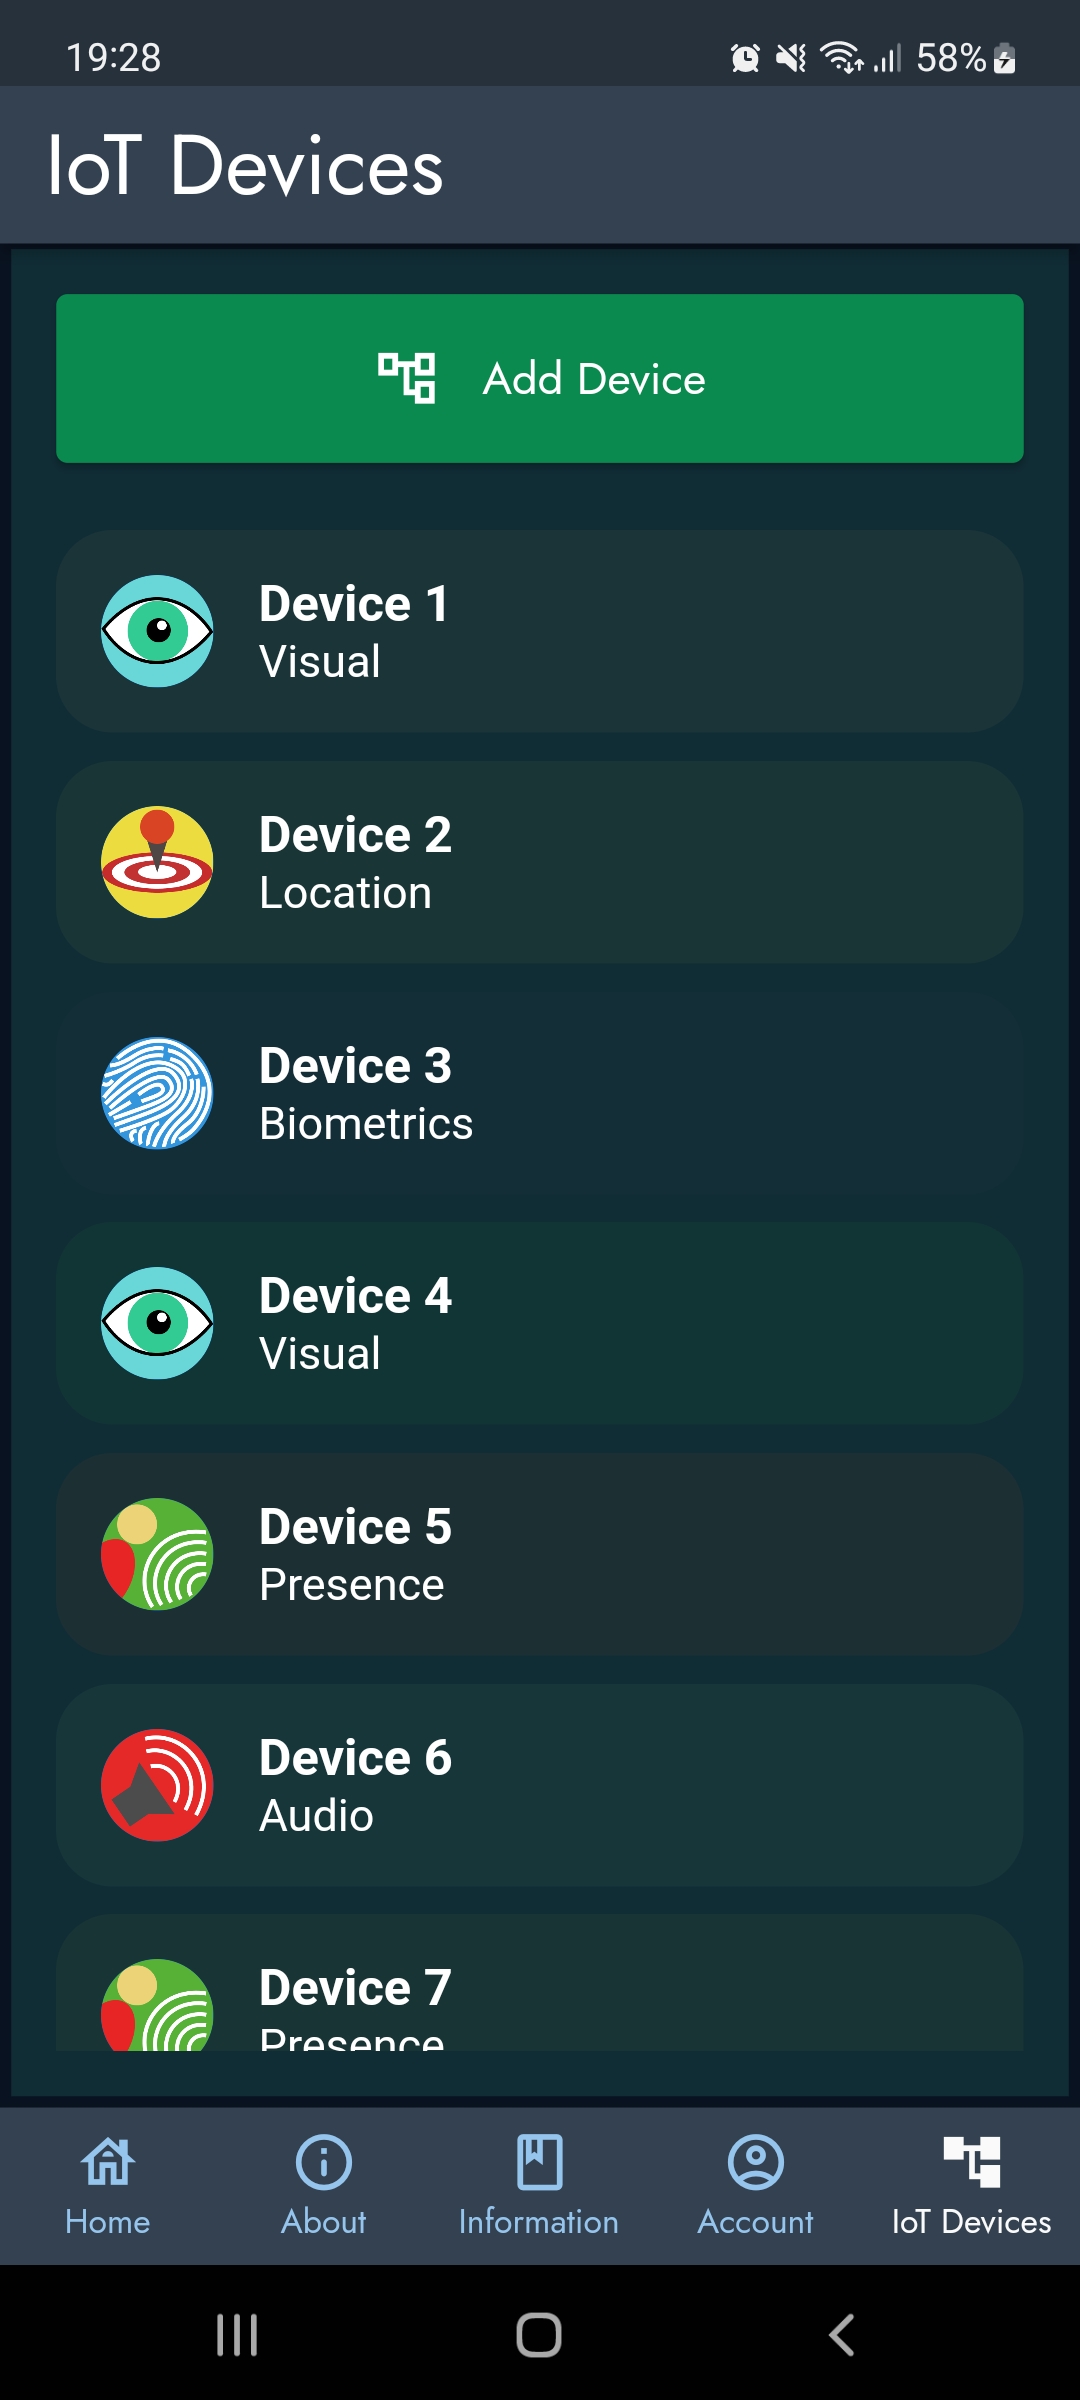 19:28
58%
IoT Devices
Add Device
Device 1
Visual
Device 2
Location
Device 3
Biometrics
Device 4
Visual
Device 5
Presence
Device 6
Audio
Device 7
Presence
Home
About
Information
Account
IoT Devices